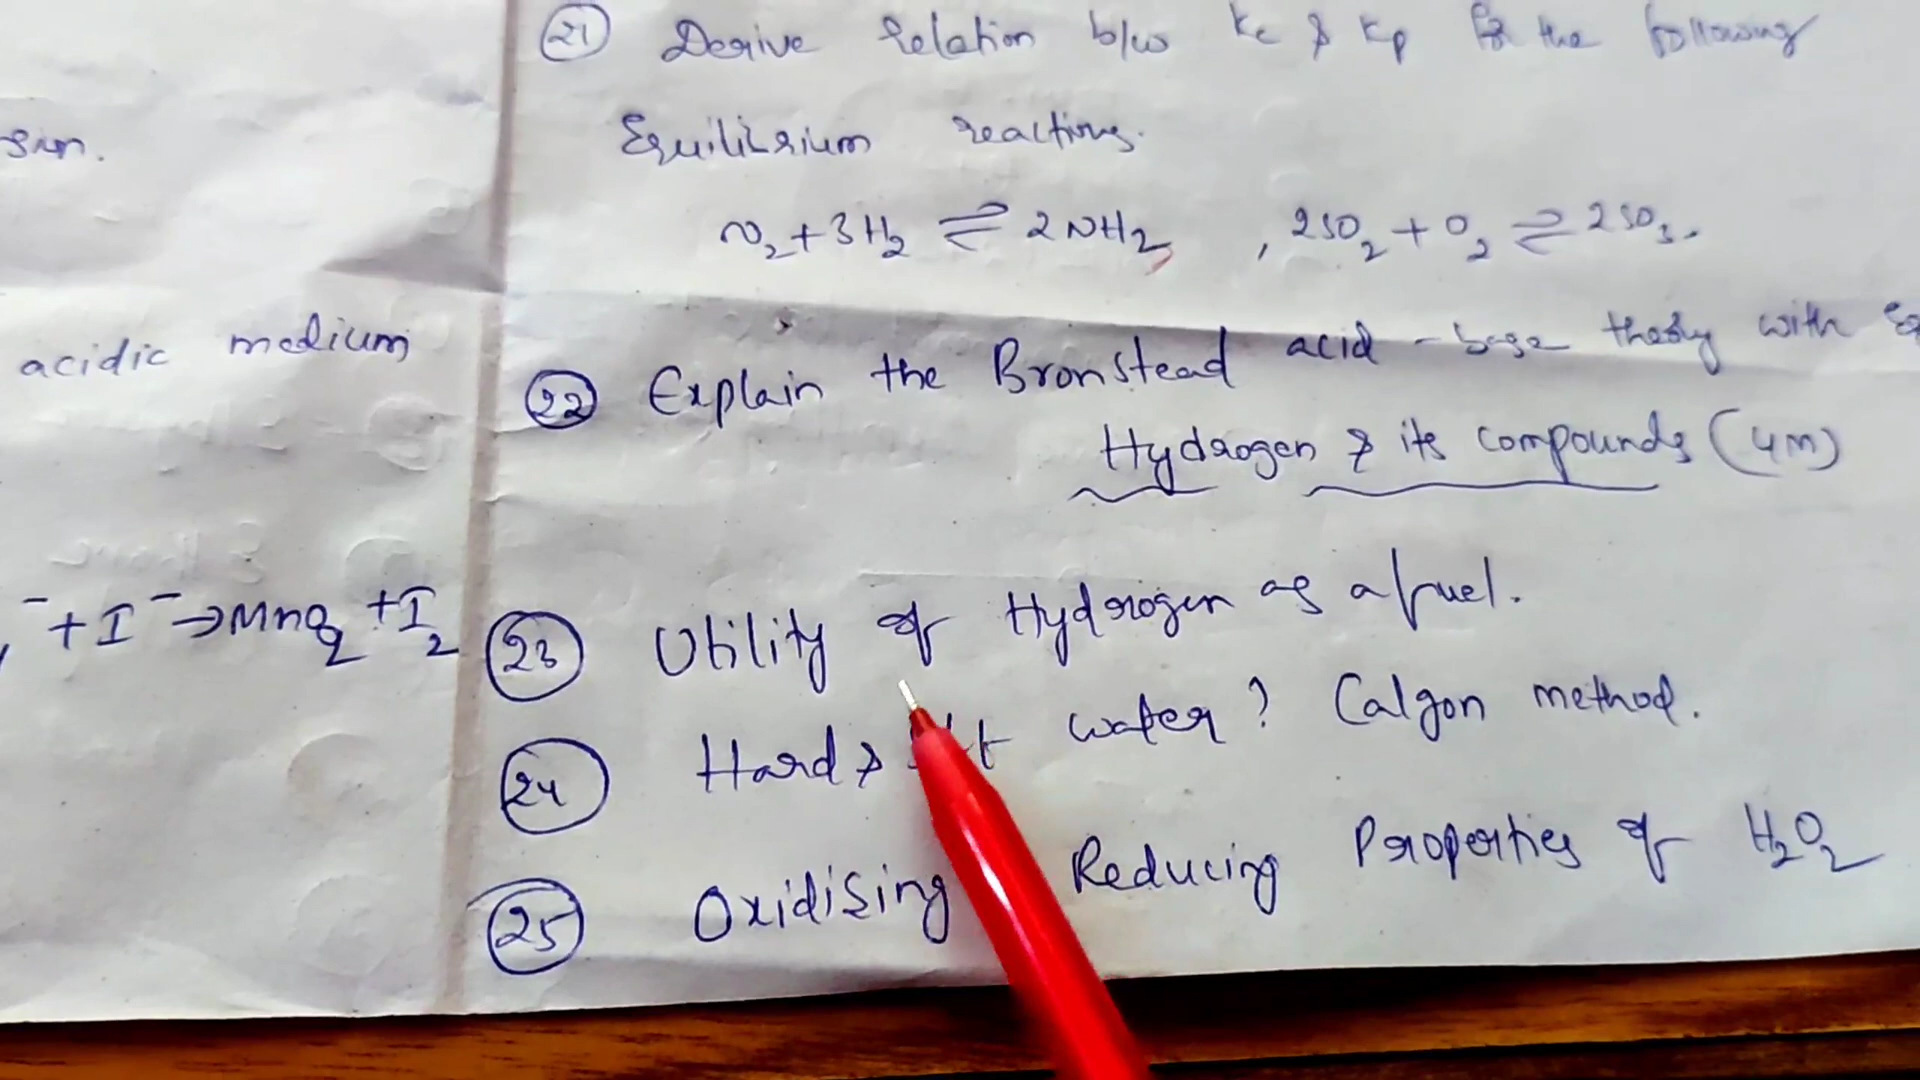 sion.
acidic medium
- + I⁻ → MnO₂ + I₂
(21) Derive relation b/w Kc & Kp for the following
Equilibrium reactions.
N₂ + 3H₂ ⇌ 2NH₂ , 2SO₂ + O₂ ⇌ 2SO₃.
(22) Explain the Bronstead acid - base theory with
Hydrogen & its compounds (4M)
(23) Utility of Hydrogen as a fuel.
(24) Hard & water? Calgon method.
(25) Oxidising Reducing Properties of H₂O₂